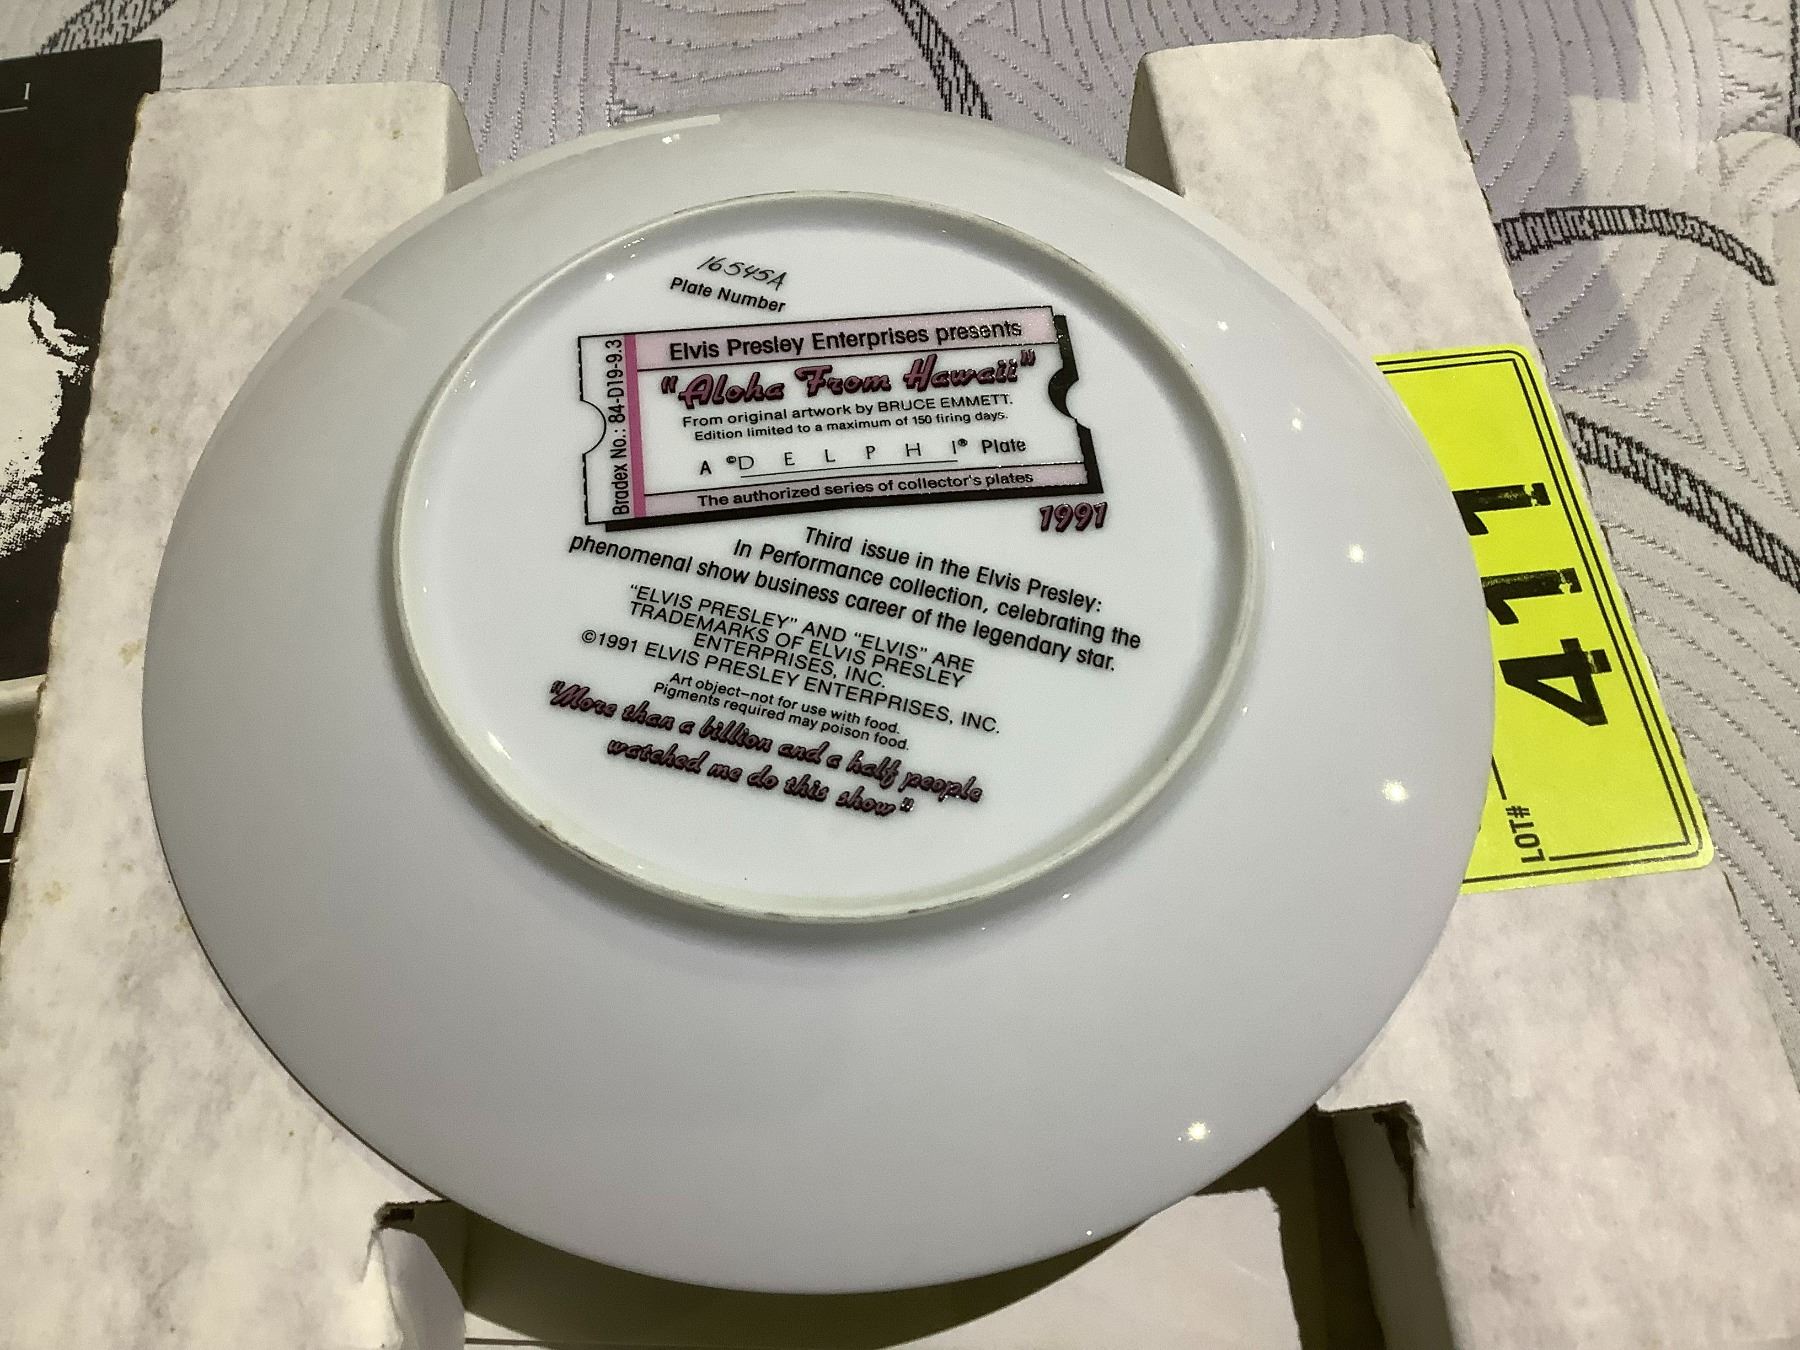 16545A
Plate Number
Bradex No.: 84-D19-9.3
Elvis Presley Enterprises presents
"Aloha From Hawaii"
From original artwork by BRUCE EMMETT.
Edition limited to a maximum of 150 firing days.
A ©DELPHI® Plate
The authorized series of collector's plates
1991
Third issue in the Elvis Presley:
In Performance collection, celebrating the
phenomenal show business career of the legendary star.
"ELVIS PRESLEY" AND "ELVIS" ARE
TRADEMARKS OF ELVIS PRESLEY
ENTERPRISES, INC.
©1991 ELVIS PRESLEY ENTERPRISES, INC.
Art object–not for use with food.
Pigments required may poison food.
"More than a billion and a half people
watched me do this show"
LOT#
411